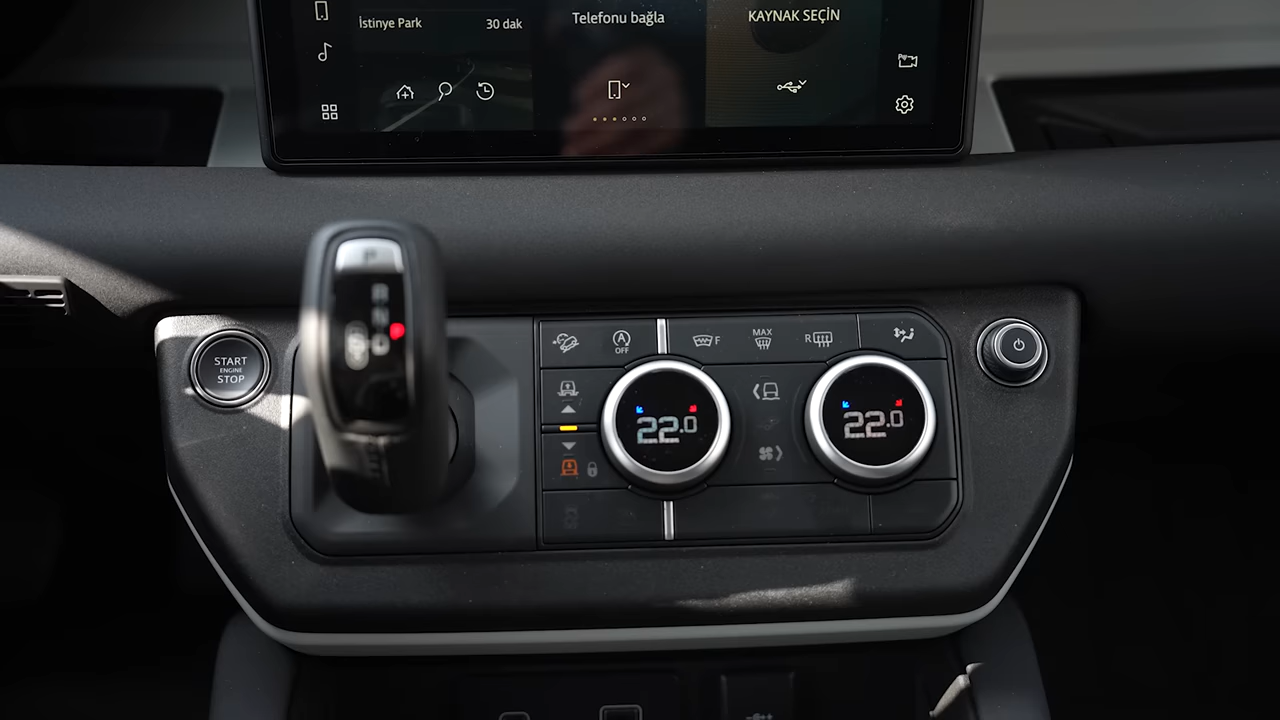 İstinye Park 30 dak
Telefonu bağla
KAYNAK SEÇİN
START
ENGINE
STOP
P
A
OFF
F
MAX
R
22.0
22.0